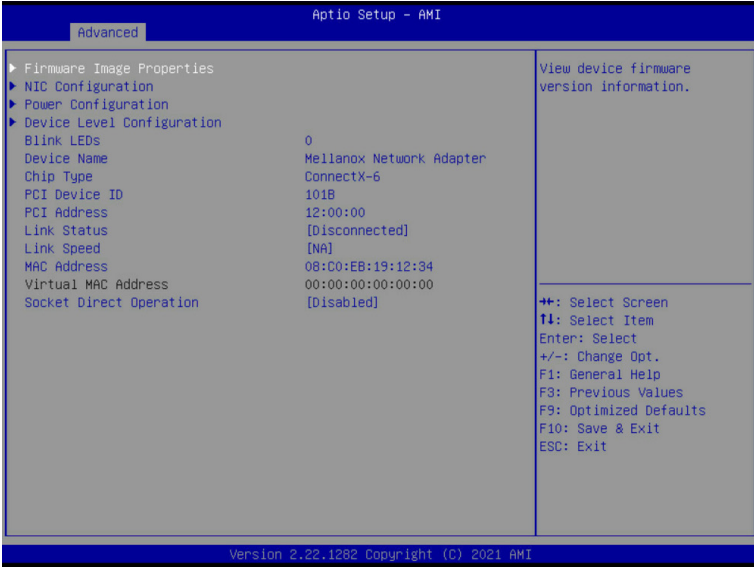 Aptio Setup – AMI
Advanced
Firmware Image Properties
NIC Configuration
Power Configuration
Device Level Configuration
Blink LEDs 0
Device Name Mellanox Network Adapter
Chip Type ConnectX-6
PCI Device ID 101B
PCI Address 12:00:00
Link Status [Disconnected]
Link Speed [NA]
MAC Address 08:C0:EB:19:12:34
Virtual MAC Address 00:00:00:00:00:00
Socket Direct Operation [Disabled]
View device firmware
version information.
→←: Select Screen
↑↓: Select Item
Enter: Select
+/-: Change Opt.
F1: General Help
F3: Previous Values
F9: Optimized Defaults
F10: Save & Exit
ESC: Exit
Version 2.22.1282 Copyright (C) 2021 AMI